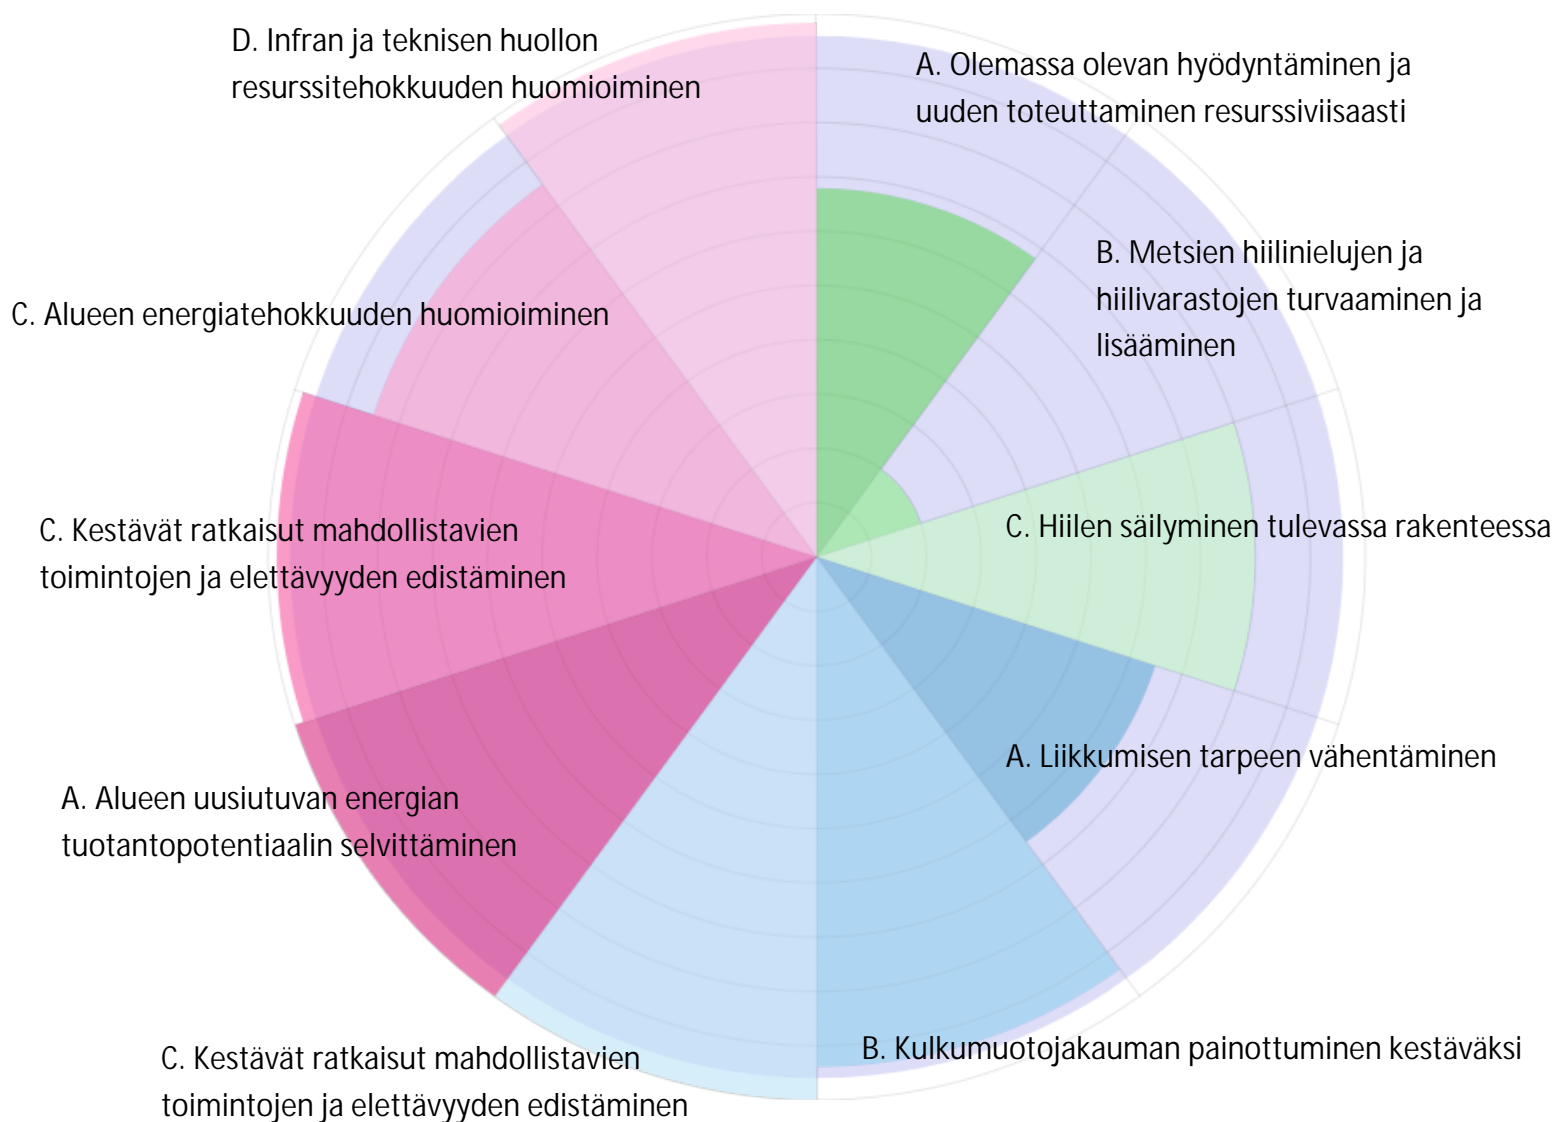 D. Infran ja teknisen huollon
resurssitehokkuuden huomioiminen
A. Olemassa olevan hyödyntäminen ja
uuden toteuttaminen resurssiviisaasti
B. Metsien hiilinielujen ja
hiilivarastojen turvaaminen ja
lisääminen
C. Alueen energiatehokkuuden huomioiminen
C. Kestävät ratkaisut mahdollistavien
toimintojen ja elettävyyden edistäminen
C. Hiilen säilyminen tulevassa rakenteessa
A. Liikkumisen tarpeen vähentäminen
A. Alueen uusiutuvan energian
tuotantopotentiaalin selvittäminen
B. Kulkumuotojakauman painottuminen kestäväksi
C. Kestävät ratkaisut mahdollistavien
toimintojen ja elettävyyden edistäminen